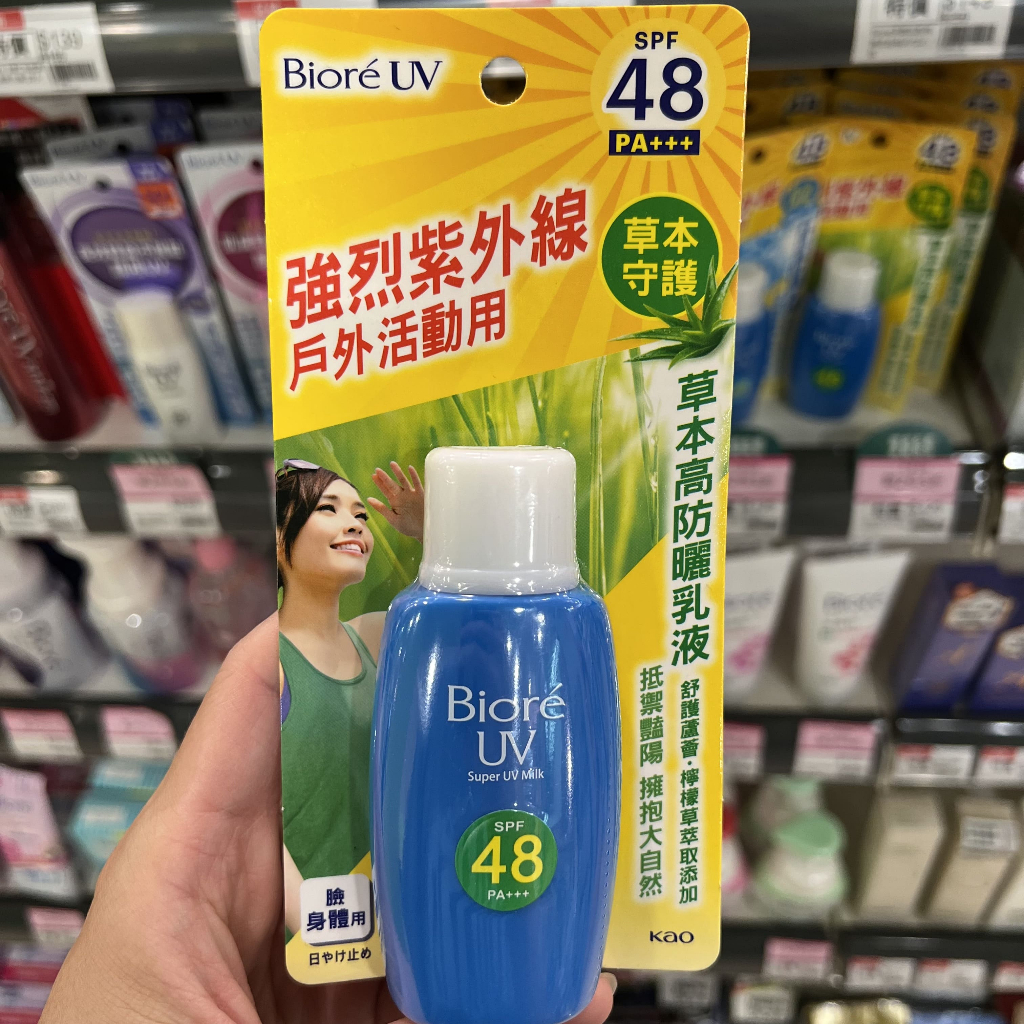 Bioré UV
SPF
48
PA+++
強烈紫外線
戶外活動用
草本
守護
草本高防曬乳液
舒護蘆薈・檸檬草萃取添加
抵禦豔陽 擁抱大自然
Bioré
UV
Super UV Milk
SPF
48
PA+++
臉
身體用
日やけ止め
Kao
Bioré UV
48